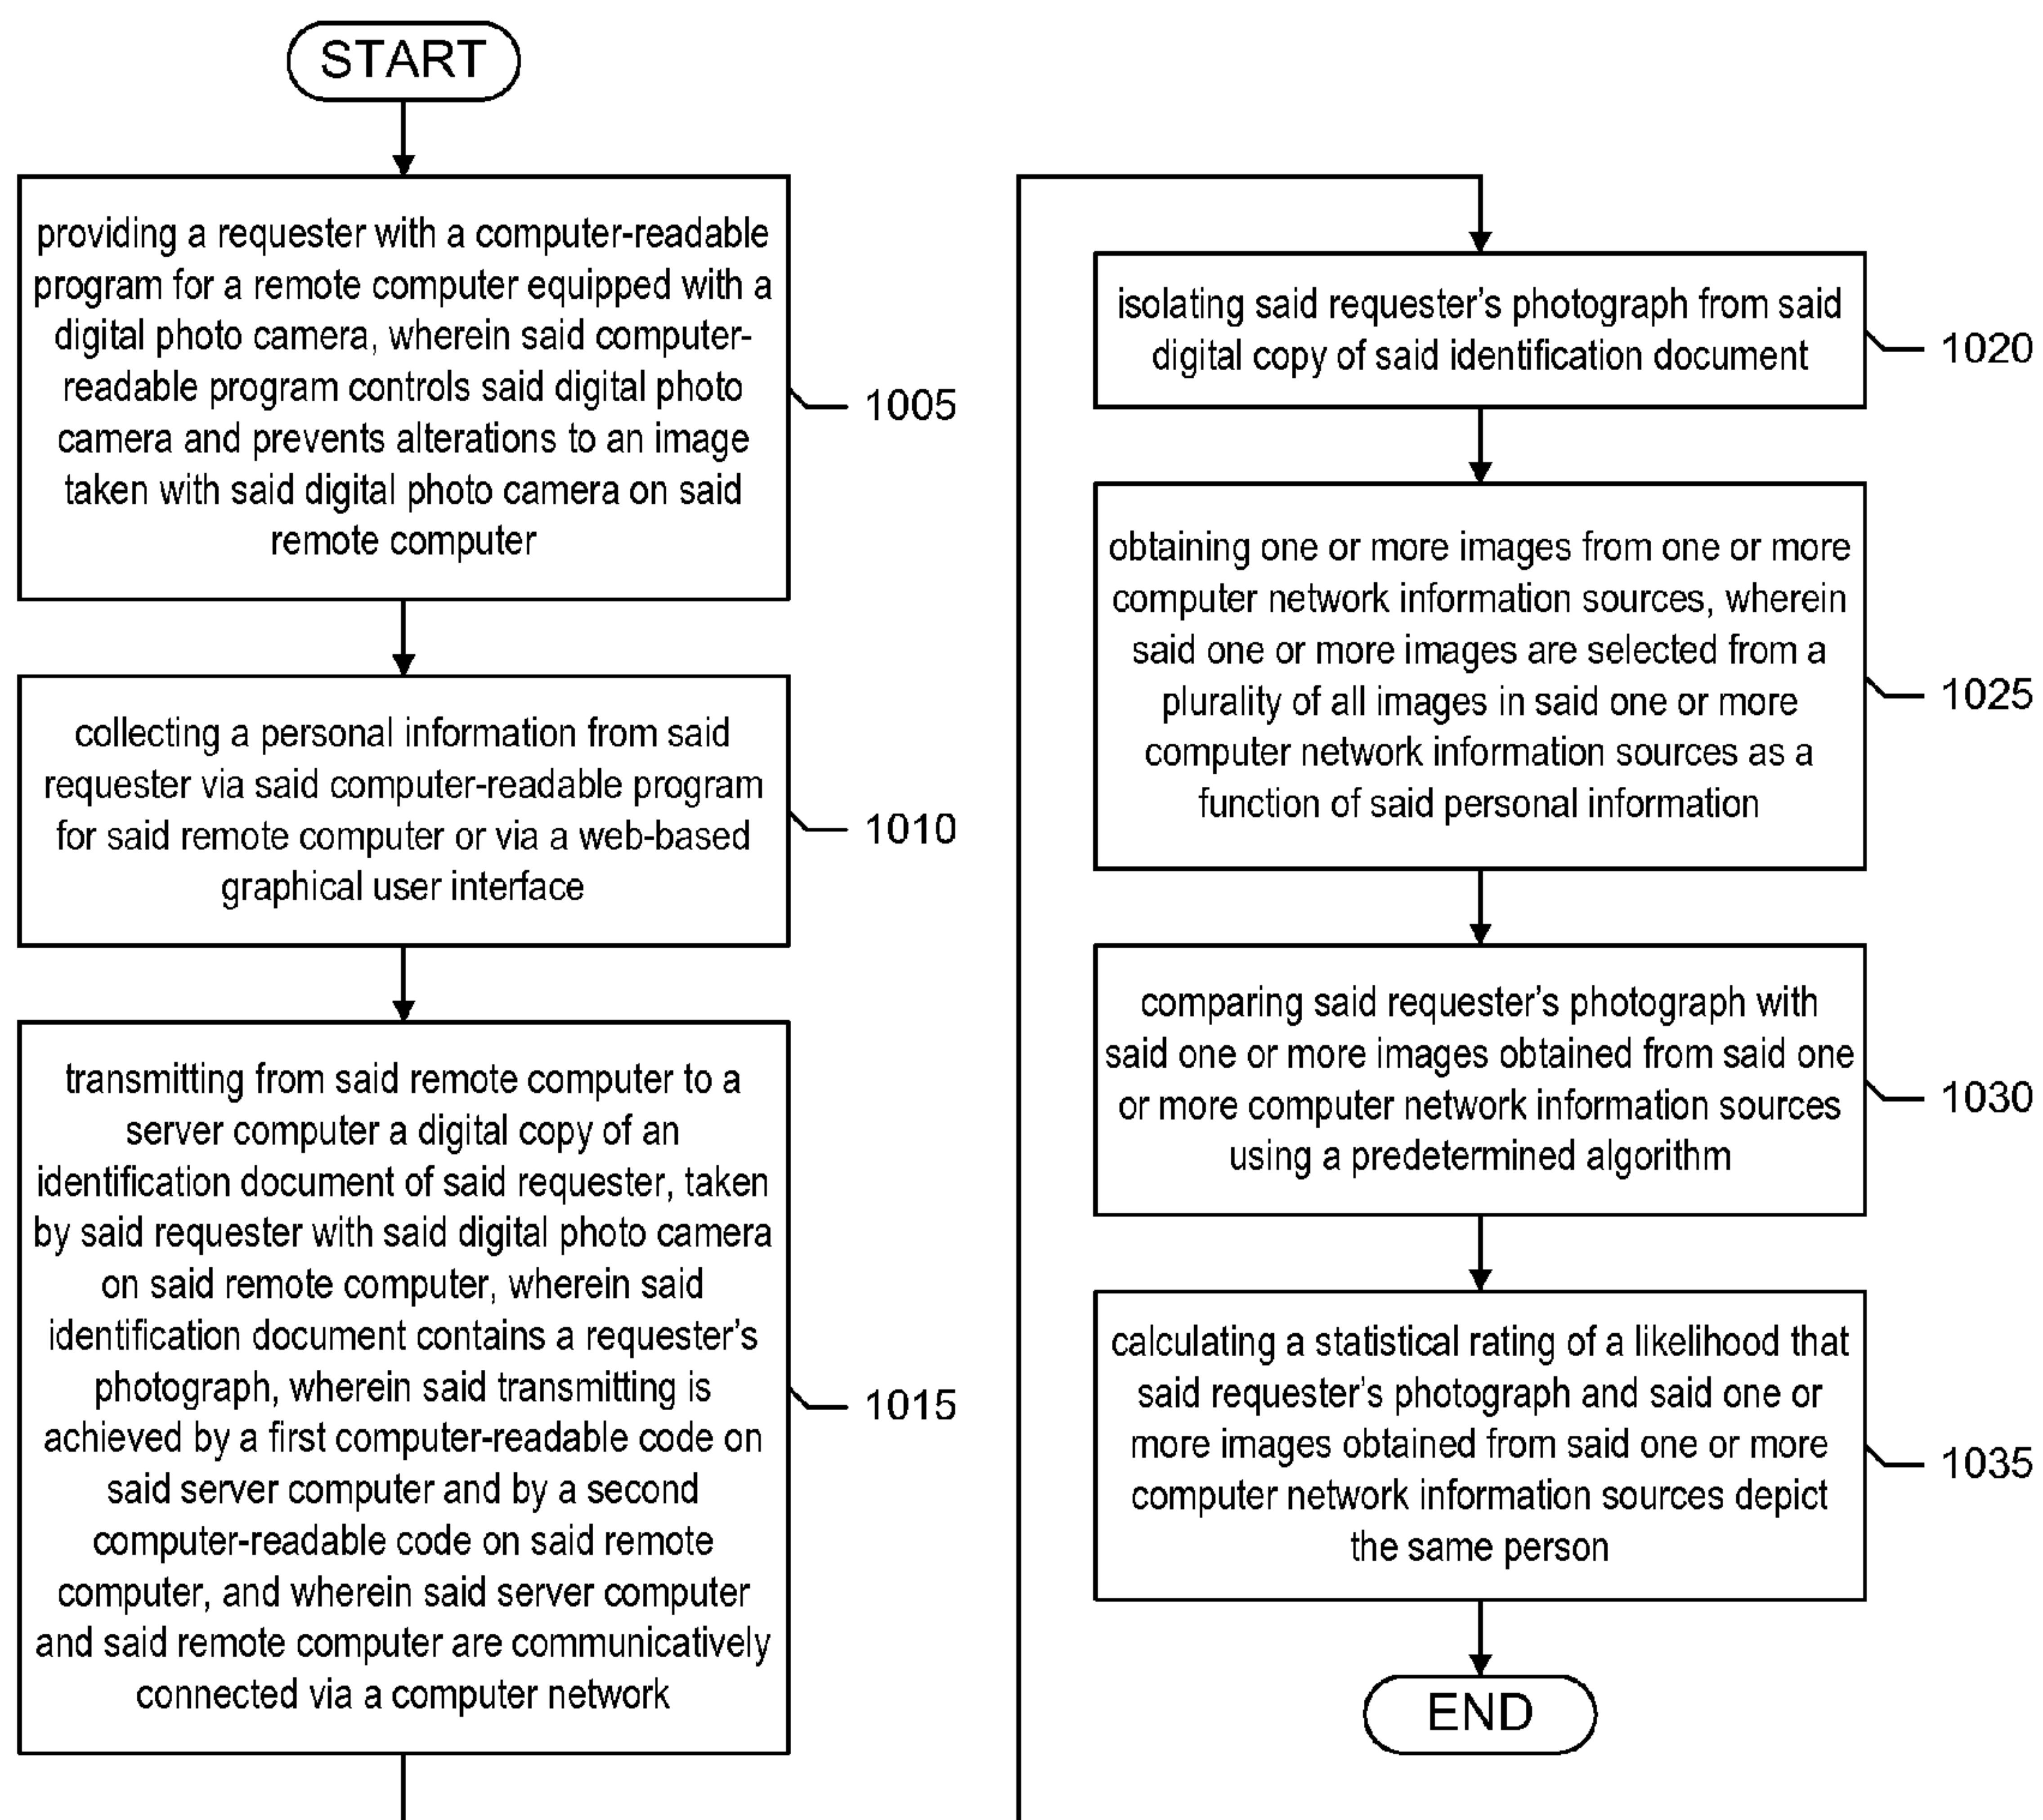 START
providing a requester with a computer-readable
program for a remote computer equipped with a
digital photo camera, wherein said computer-
readable program controls said digital photo
camera and prevents alterations to an image
taken with said digital photo camera on said
remote computer
1005
collecting a personal information from said
requester via said computer-readable program
for said remote computer or via a web-based
graphical user interface
1010
transmitting from said remote computer to a
server computer a digital copy of an
identification document of said requester, taken
by said requester with said digital photo camera
on said remote computer, wherein said
identification document contains a requester's
photograph, wherein said transmitting is
achieved by a first computer-readable code on
said server computer and by a second
computer-readable code on said remote
computer, and wherein said server computer
and said remote computer are communicatively
connected via a computer network
1015
isolating said requester's photograph from said
digital copy of said identification document
1020
obtaining one or more images from one or more
computer network information sources, wherein
said one or more images are selected from a
plurality of all images in said one or more
computer network information sources as a
function of said personal information
1025
comparing said requester's photograph with
said one or more images obtained from said one
or more computer network information sources
using a predetermined algorithm
1030
calculating a statistical rating of a likelihood that
said requester's photograph and said one or
more images obtained from said one or more
computer network information sources depict
the same person
1035
END